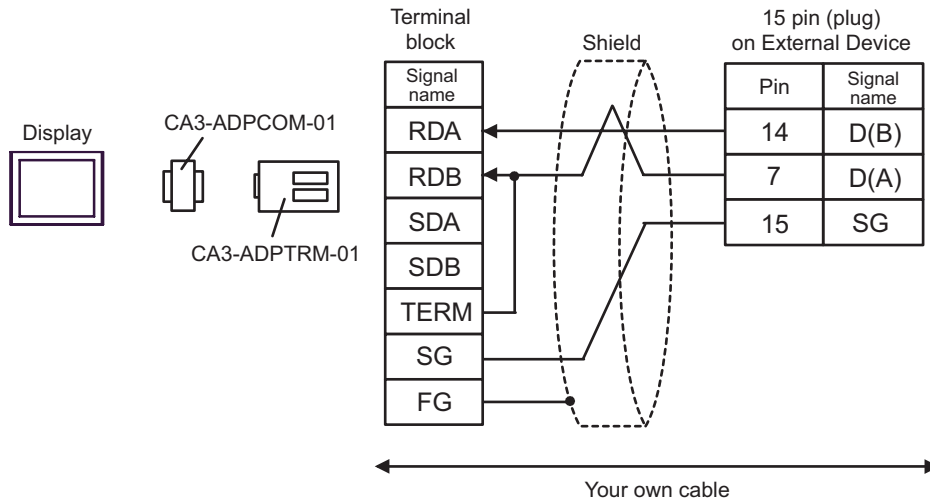 Terminal
block
Shield
15 pin (plug)
on External Device
Display
CA3-ADPCOM-01
CA3-ADPTRM-01
Signal
name
RDA
RDB
SDA
SDB
TERM
SG
FG
Pin
Signal
name
14
D(B)
7
D(A)
15
SG
Your own cable